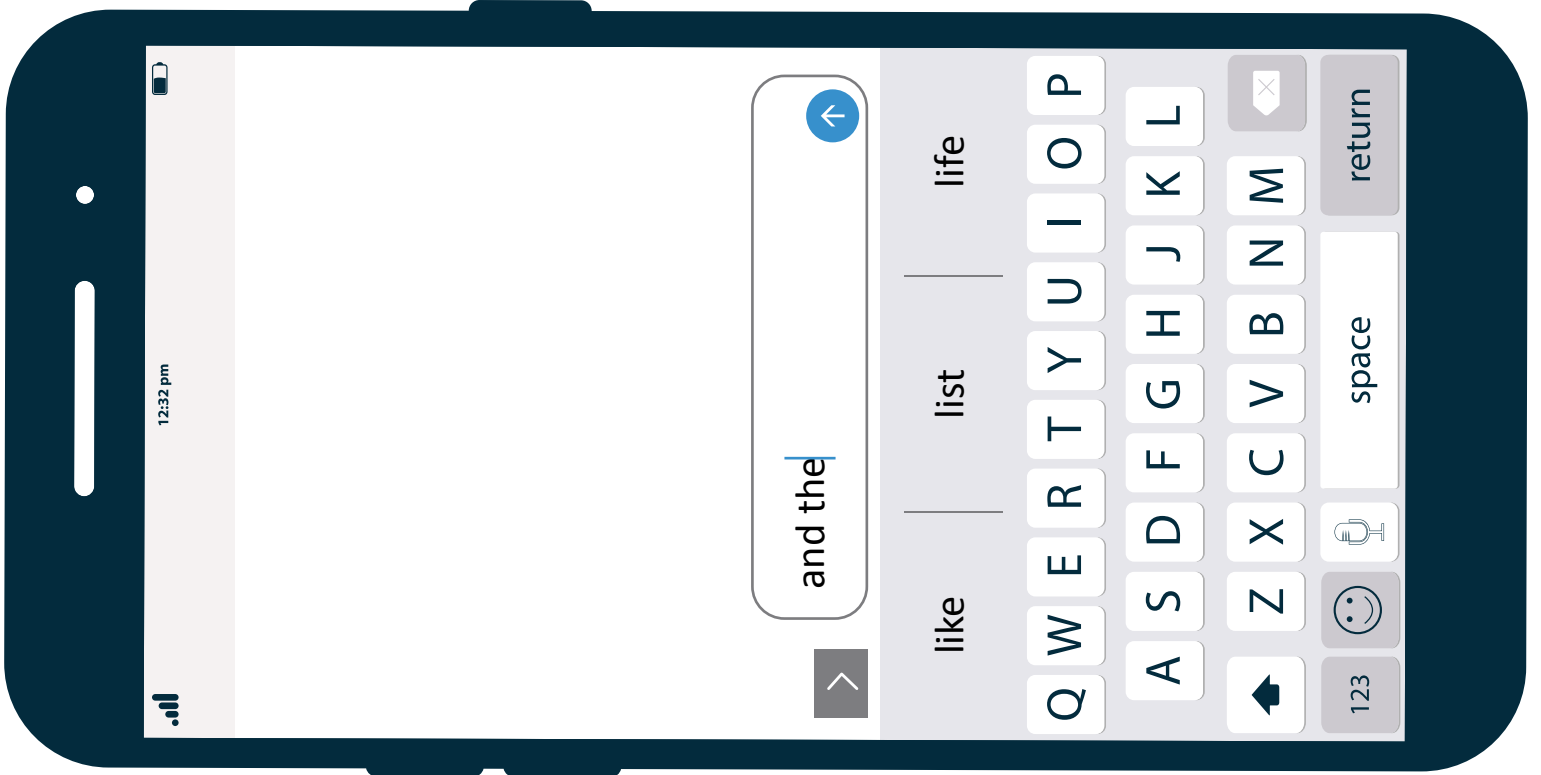 12:32 pm
and the
like list life
Q W E R T Y U I O P
A S D F G H J K L
Z X C V B N M
123 space return